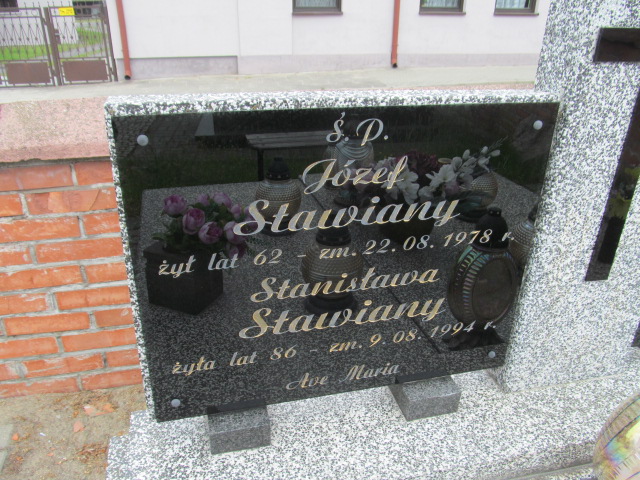 Ś. P.
Józef
Stawiany
żył lat 62 - zm. 22. 08. 1978 r.
Stanisława
Stawiany
żyła lat 86 - zm. 9. 08. 1994 r.
Ave Maria